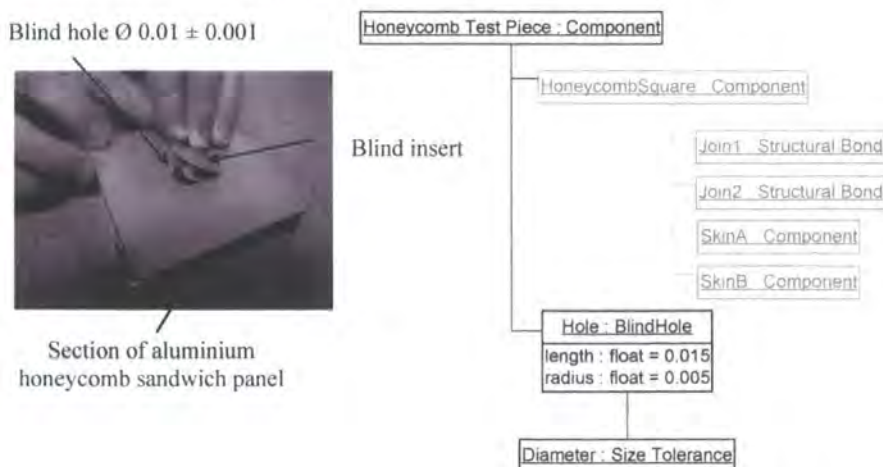 Blind hole Ø 0.01 ± 0.001
Blind insert
Section of aluminium
honeycomb sandwich panel
Honeycomb Test Piece : Component
HoneycombSquare Component
Join1 Structural Bond
Join2 Structural Bond
SkinA Component
SkinB Component
Hole : BlindHole
length : float = 0.015
radius : float = 0.005
Diameter : Size Tolerance